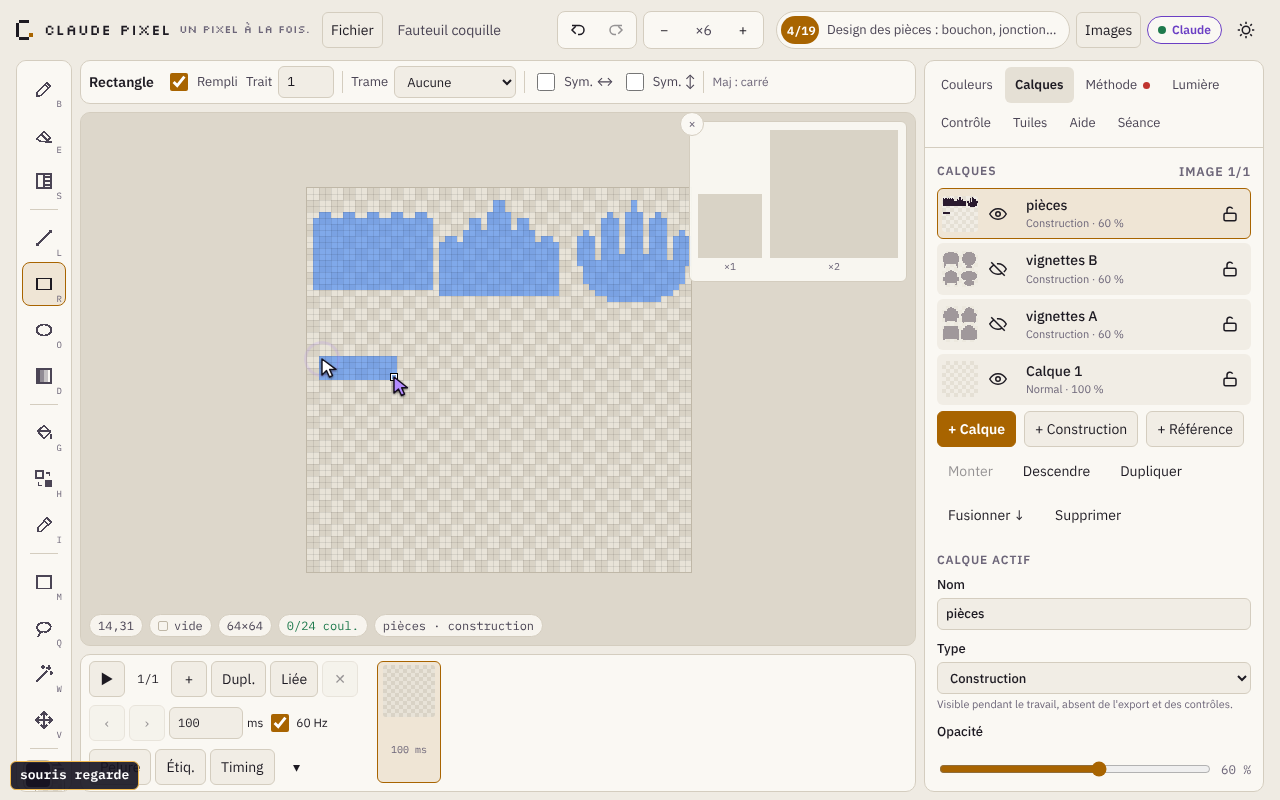 CLAUDE PIXEL UN PIXEL À LA FOIS. Fichier Fauteuil coquille − ×6 + 4/19 Design des pièces : bouchon, jonction… Images Claude
Rectangle Rempli Trait 1 Trame Aucune Sym. ↔ Sym. ↕ Maj : carré
B
E
S
L
R
O
D
G
H
I
M
Q
W
V
×
×1 ×2
14,31 vide 64×64 0/24 coul. pièces · construction
1/1 + Dupl. Liée ×
‹ › 100 ms 60 Hz
Étiq. Timing ▼
100 ms
souris regarde
Couleurs Calques Méthode Lumière
Contrôle Tuiles Aide Séance
CALQUES IMAGE 1/1
pièces
Construction · 60 %
vignettes B
Construction · 60 %
vignettes A
Construction · 60 %
Calque 1
Normal · 100 %
+ Calque + Construction + Référence
Monter Descendre Dupliquer
Fusionner ↓ Supprimer
CALQUE ACTIF
Nom
pièces
Type
Construction
Visible pendant le travail, absent de l'export et des contrôles.
Opacité
60 %